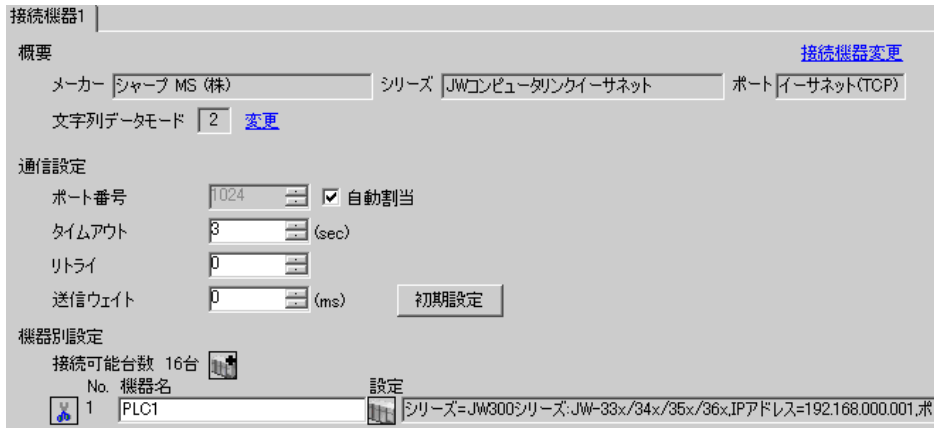 接続機器1
概要 接続機器変更
メーカー シャープ MS (株) シリーズ JWコンピュータリンクイーサネット ポート イーサネット(TCP)
文字列データモード 2 変更
通信設定
ポート番号 1024 自動割当
タイムアウト 3 (sec)
リトライ 0
送信ウェイト 0 (ms) 初期設定
機器別設定
接続可能台数 16台
No. 機器名 設定
1 PLC1 シリーズ=JW300シリーズ:JW-33x/34x/35x/36x,IPアドレス=192.168.000.001,ポ